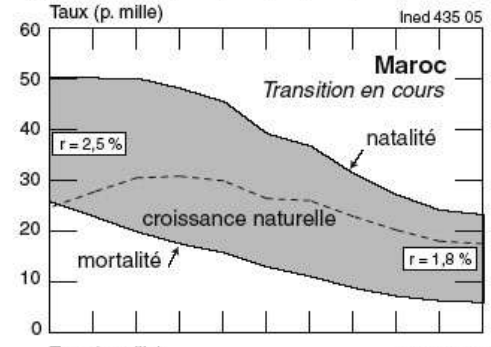 Taux (p. mille)
Ined 435 05
60
Maroc
50
Transition en cours
40
natalité
r = 2,5 %
30
croissance naturelle
20
mortalité
r = 1,8 %
10
0